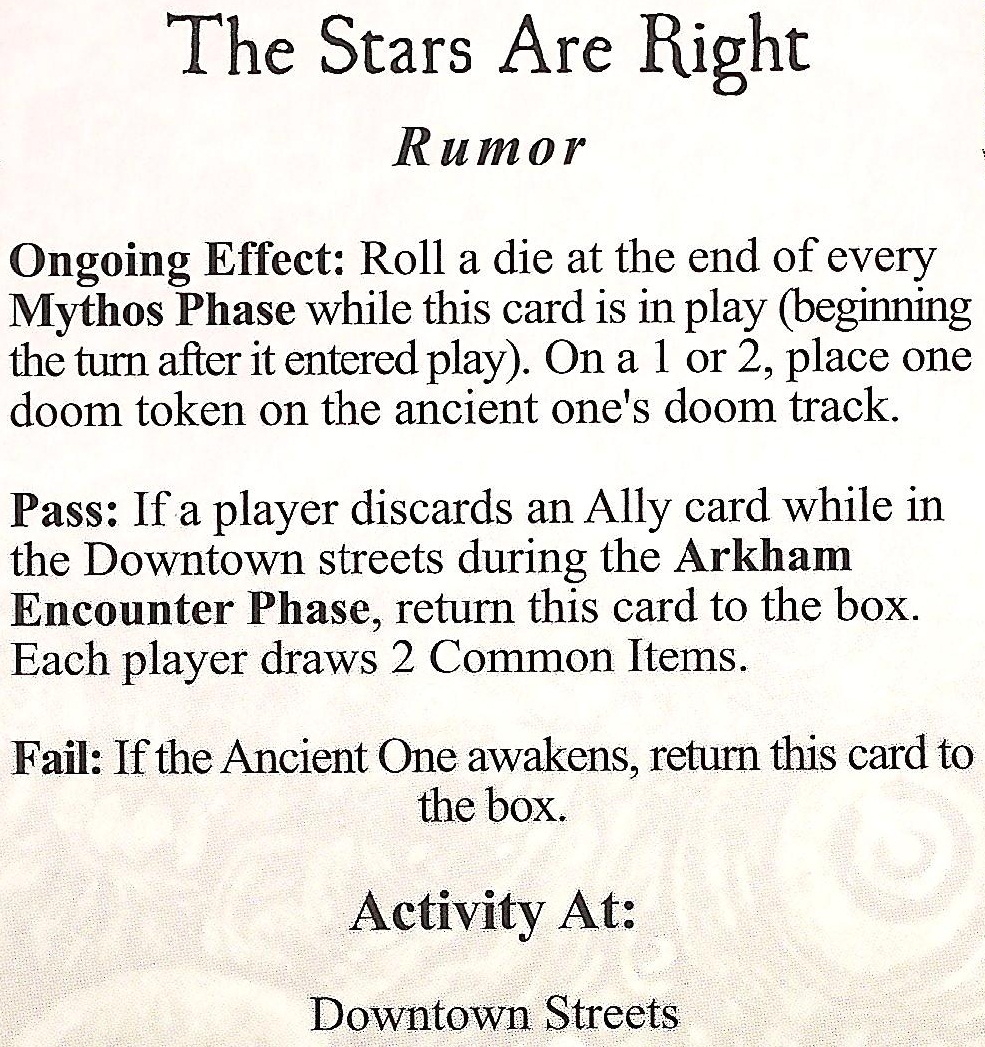 The Stars Are Right
Rumor
Ongoing Effect: Roll a die at the end of every
Mythos Phase while this card is in play (beginning
the turn after it entered play). On a 1 or 2, place one
doom token on the ancient one's doom track.
Pass: If a player discards an Ally card while in
the Downtown streets during the Arkham
Encounter Phase, return this card to the box.
Each player draws 2 Common Items.
Fail: If the Ancient One awakens, return this card to
the box.
Activity At:
Downtown Streets